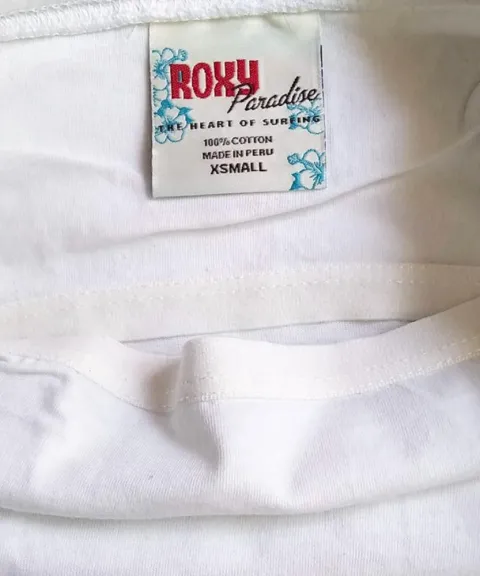 ROXY
Paradise
THE HEART OF SURFING
100% COTTON
MADE IN PERU
XSMALL